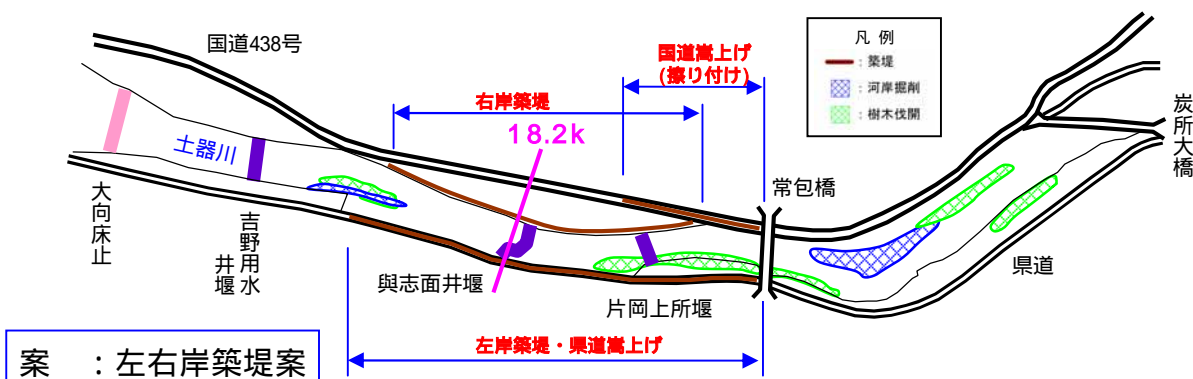 国道438号
国道嵩上げ
(擦り付け)
凡 例
：築堤
：河岸掘削
：樹木伐開
右岸築堤
18.2k
土器川
炭所大橋
常包橋
大向床止
吉野用水
井堰
與志面井堰
片岡上所堰
県道
左岸築堤・県道嵩上げ
案　：左右岸築堤案